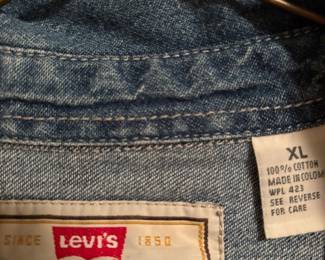 XL
100% COTTON
MADE IN COLOM
WPL 423
SEE REVERSE
FOR CARE
SINCE Levi's 1850